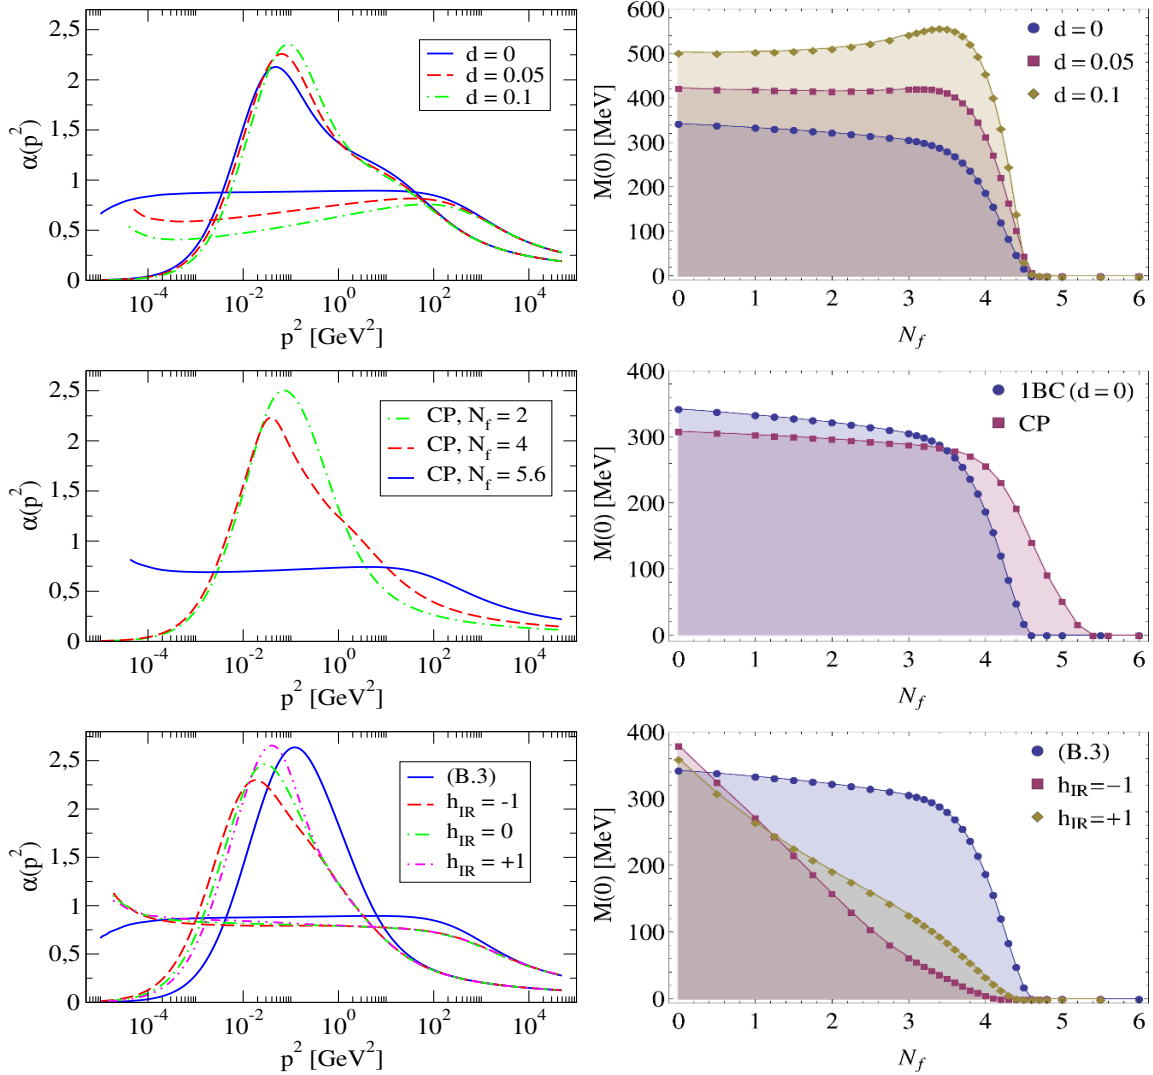 2,5
2
1,5
1
0,5
0
α(p²)
d = 0
d = 0.05
d = 0.1
10⁻⁴ 10⁻² 10⁰ 10² 10⁴
p² [GeV²]
600
500
400
300
200
100
0
M(0) [MeV]
d = 0
d = 0.05
d = 0.1
0 1 2 3 4 5 6
N_f
2,5
2
1,5
1
0,5
0
α(p²)
CP, N_f = 2
CP, N_f = 4
CP, N_f = 5.6
10⁻⁴ 10⁻² 10⁰ 10² 10⁴
p² [GeV²]
400
300
200
100
0
M(0) [MeV]
1BC (d = 0)
CP
0 1 2 3 4 5 6
N_f
2,5
2
1,5
1
0,5
0
α(p²)
(B.3)
h_IR = -1
h_IR = 0
h_IR = +1
10⁻⁴ 10⁻² 10⁰ 10² 10⁴
p² [GeV²]
400
300
200
100
0
M(0) [MeV]
(B.3)
h_IR=−1
h_IR=+1
0 1 2 3 4 5 6
N_f